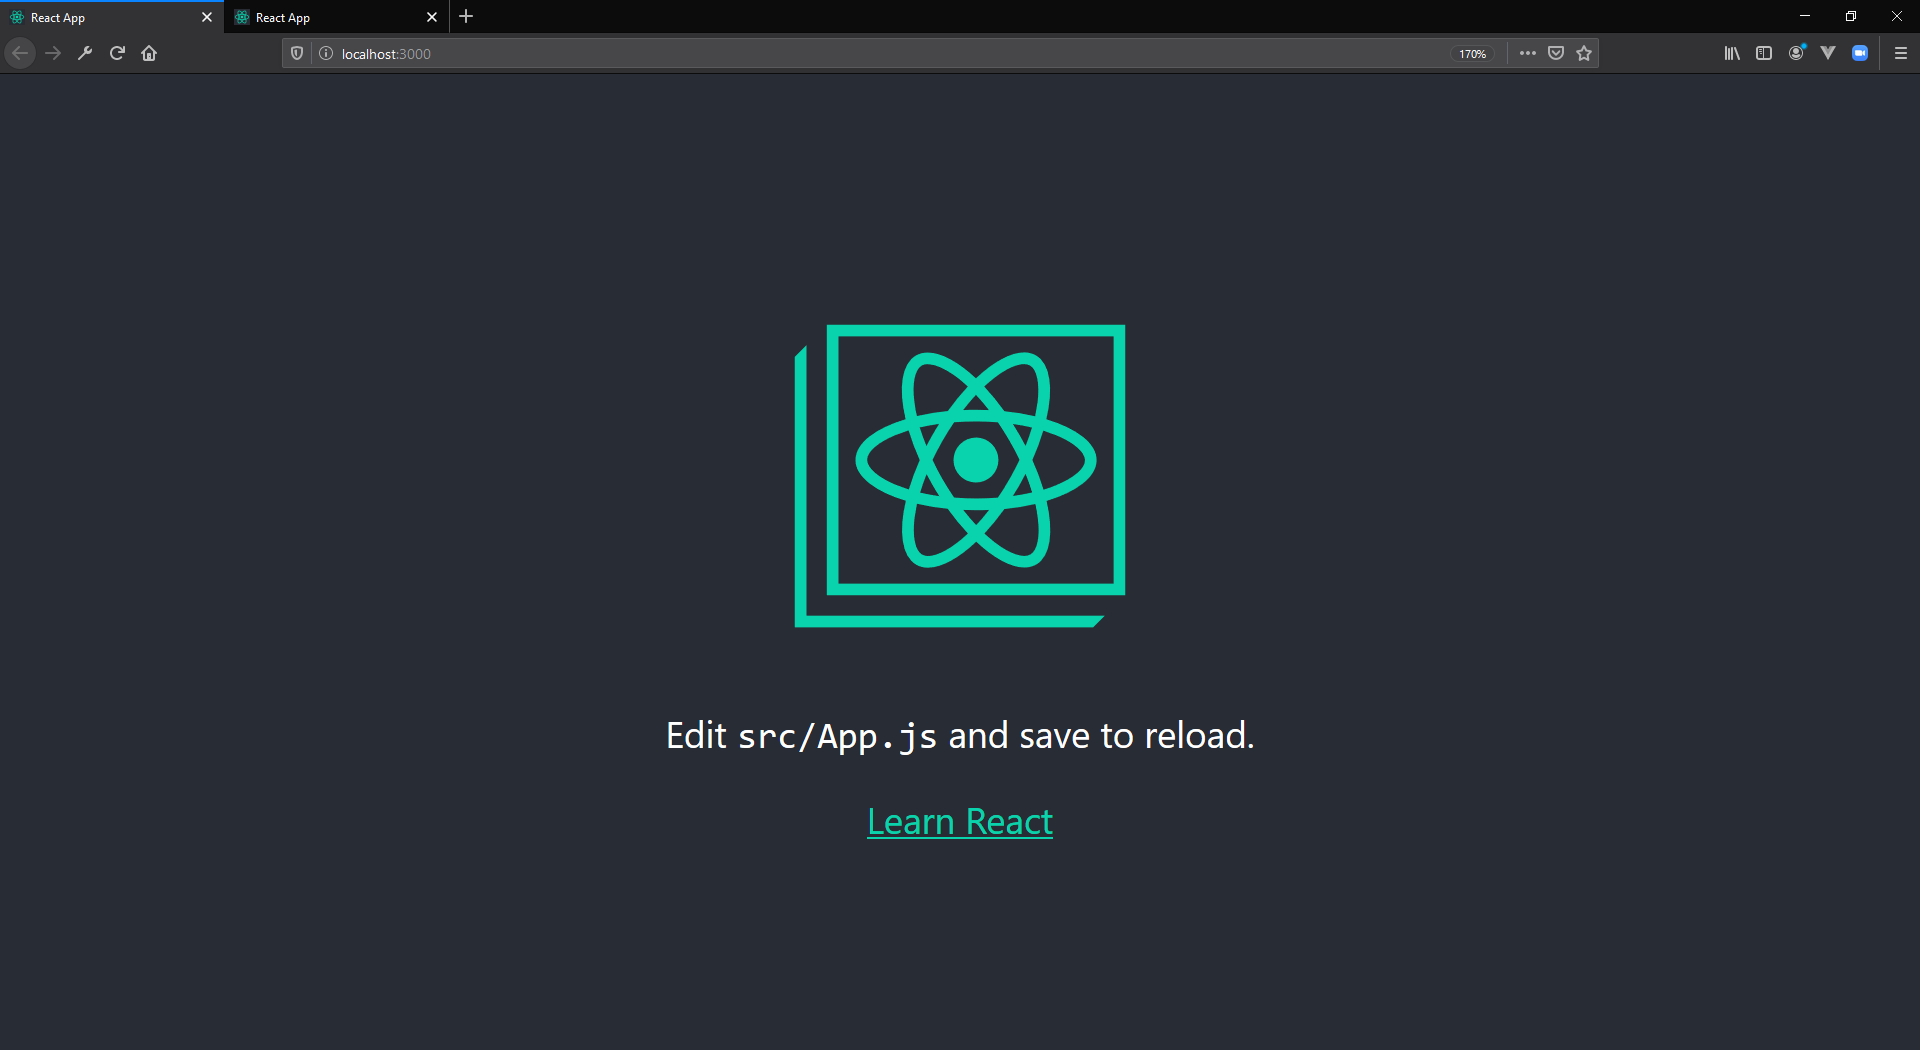 React App
React App
localhost:3000
170%
Edit src/App.js and save to reload.
Learn React